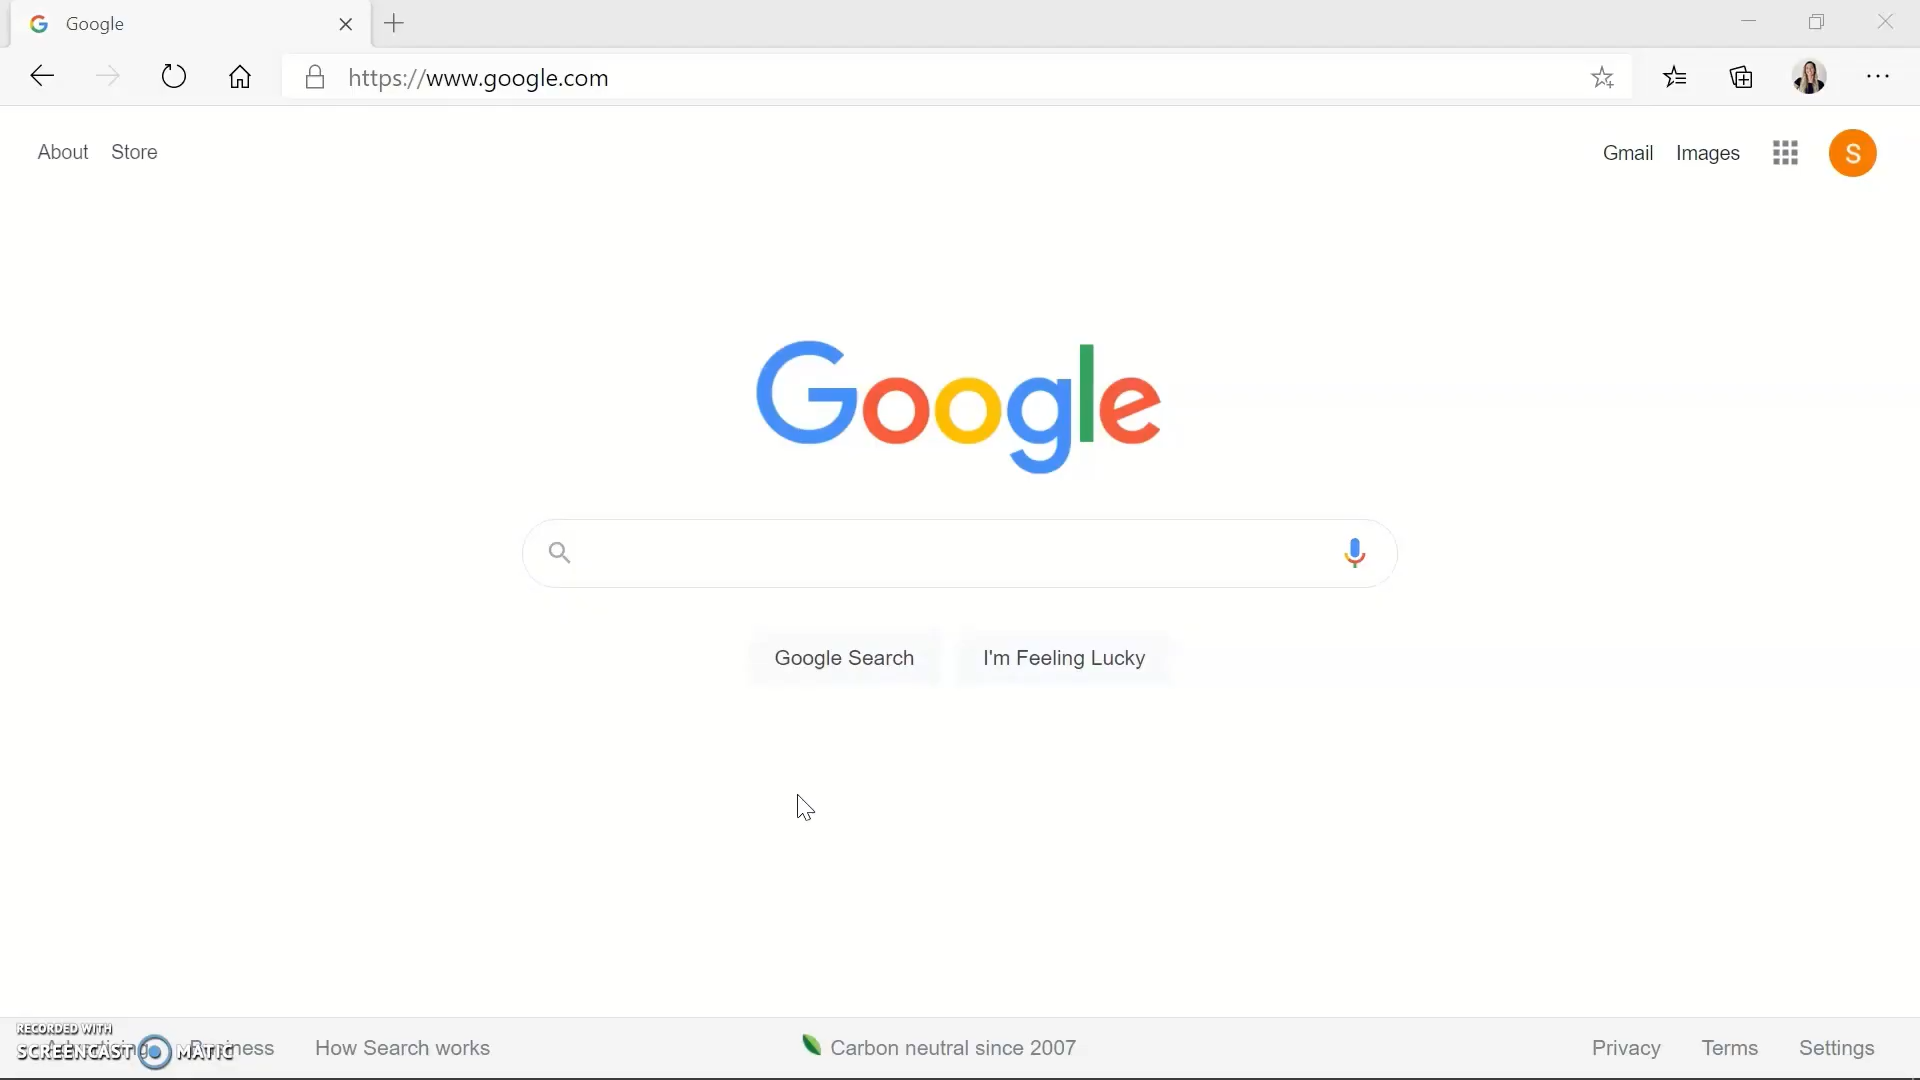 Google
https://www.google.com
About Store
Gmail Images S
Google
Google Search I'm Feeling Lucky
RECORDED WITH
SCREENCAST MATIC
How Search works
Carbon neutral since 2007
Privacy Terms Settings